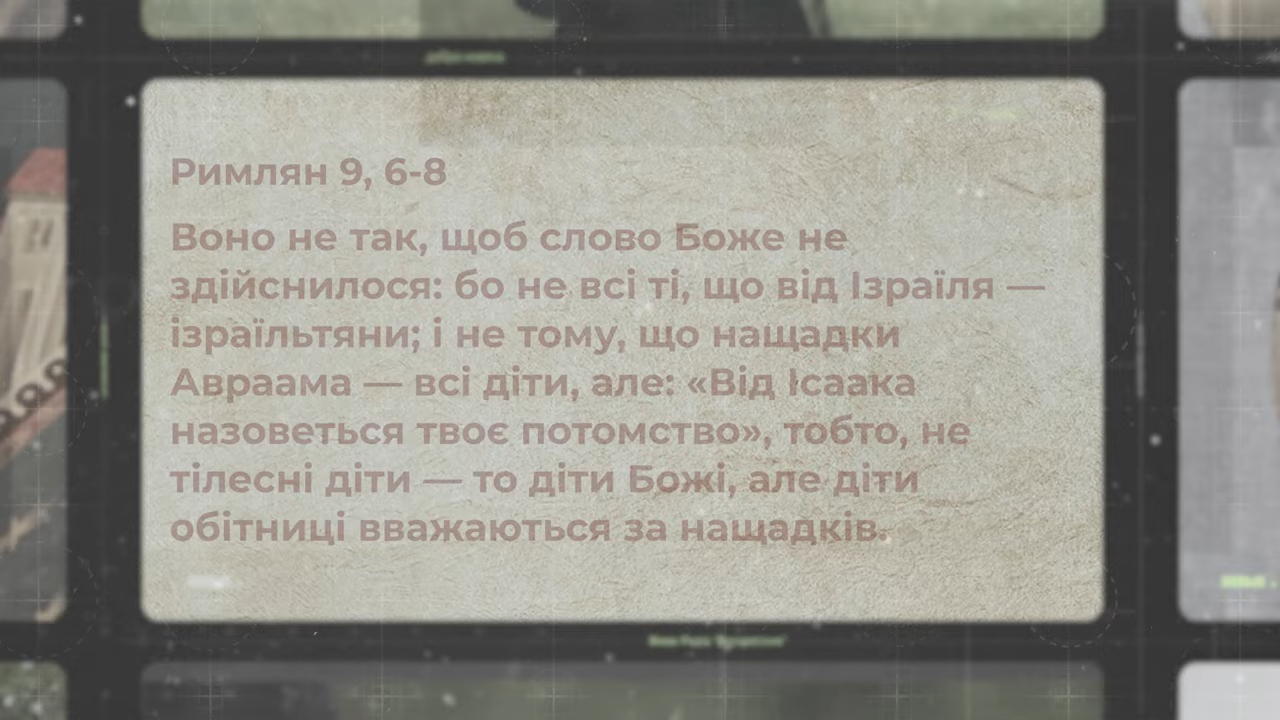 Римлян 9, 6-8
Воно не так, щоб слово Боже не
здійснилося: бо не всі ті, що від Ізраїля —
ізраїльтяни; і не тому, що нащадки
Авраама — всі діти, але: «Від Ісаака
назоветься твоє потомство», тобто, не
тілесні діти — то діти Божі, але діти
обітниці вважаються за нащадків.